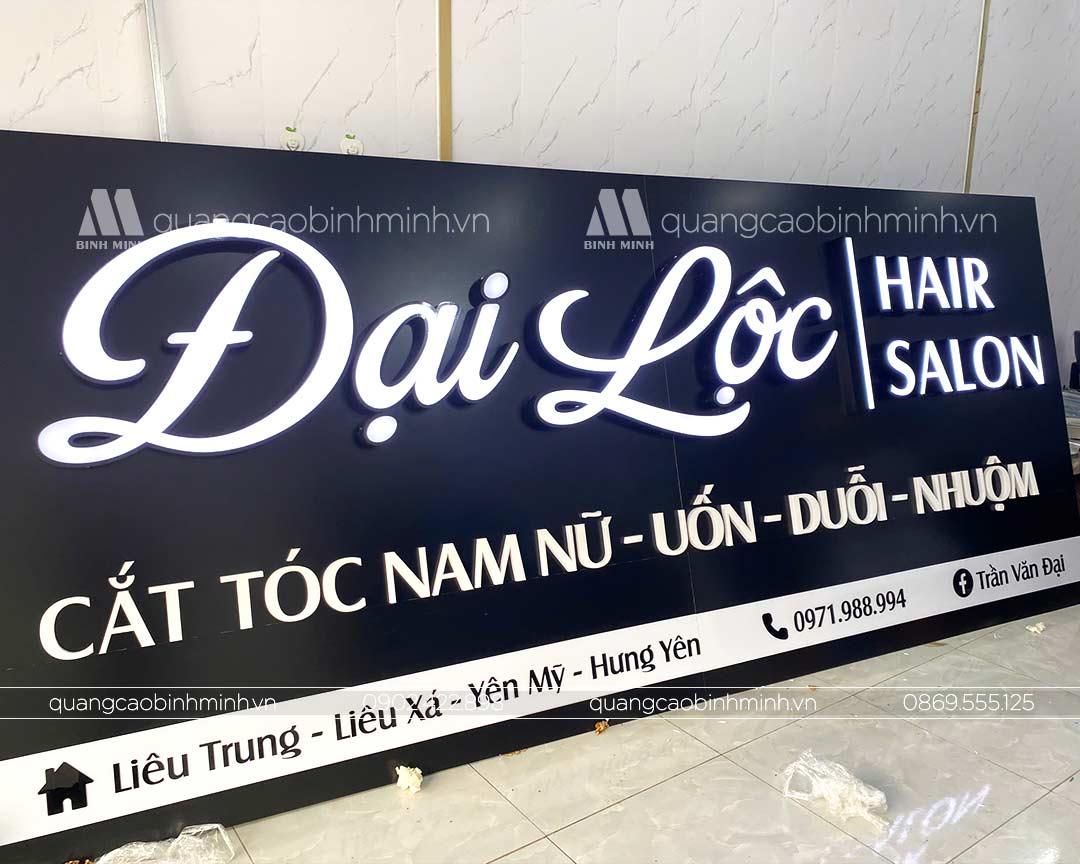 BINH MINH quangcaobinhminh.vn
BINH MINH quangcaobinhminh.vn
Đại Lộc
HAIR
SALON
CẮT TÓC NAM NỮ - UỐN - DUỖI - NHUỘM
Liêu Trung - Liêu Xá - Yên Mỹ - Hưng Yên
0971.988.994
Trần Văn Đại
quangcaobinhminh.vn
quangcaobinhminh.vn
0869.555.125